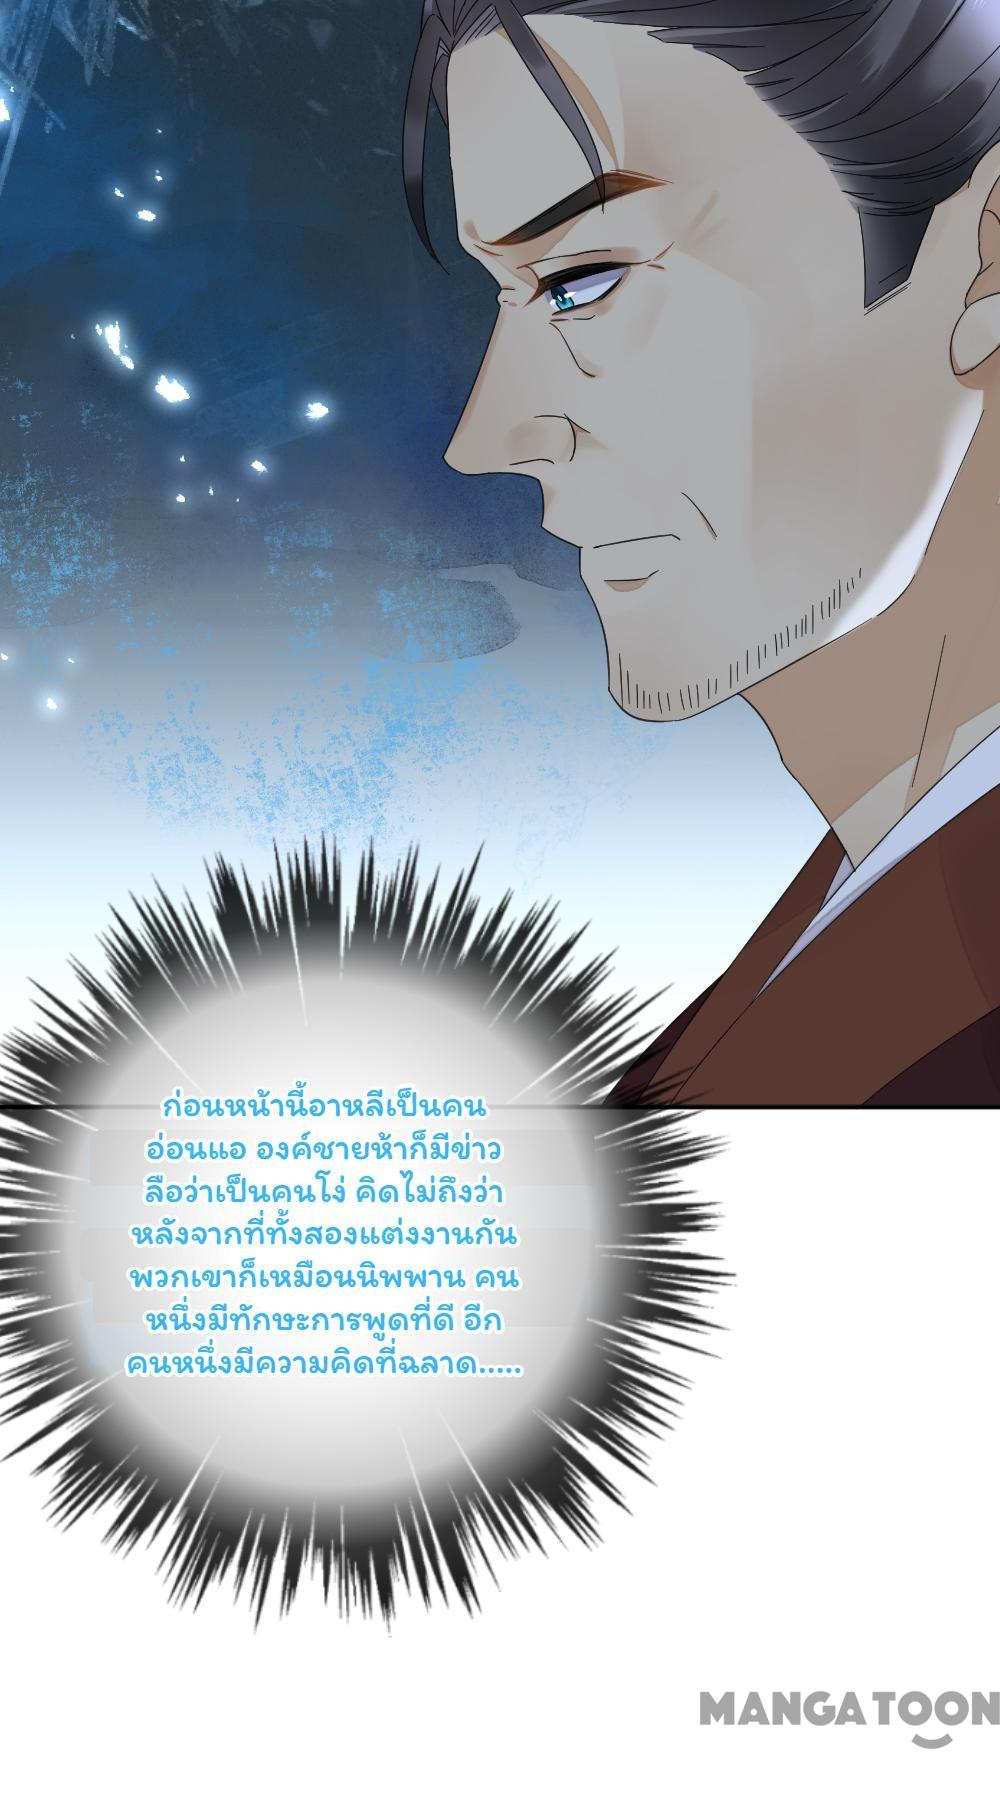 ก่อนหน้านี้อาหลีเป็นคน
อ่อนแอ องค์ชายห้าก็มีข่าว
ลือว่าเป็นคนโง่ คิดไม่ถึงว่า
หลังจากที่ทั้งสองแต่งงานกัน
พวกเขาก็เหมือนนิพพาน คน
หนึ่งมีทักษะการพูดที่ดี อีก
คนหนึ่งมีความคิดที่ฉลาด.....
MANGATOON